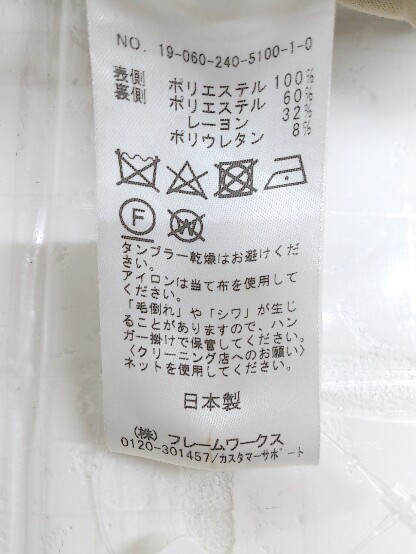 NO. 19-060-240-5100-1-0
表側 ポリエステル 100%
裏側 ポリエステル 60%
レーヨン 32%
ポリウレタン 8%
F W
タンブラー乾燥はお避けくだ
さい。
アイロンは当て布を使用して
ください。
「毛倒れ」や「シワ」が生じ
ることがありますので、ハン
ガー掛けで保管してください。
〈クリーニング店へのお願い〉
ネットを使用してください。
日本製
(株) フレームワークス
0120-301457/カスタマーサポート